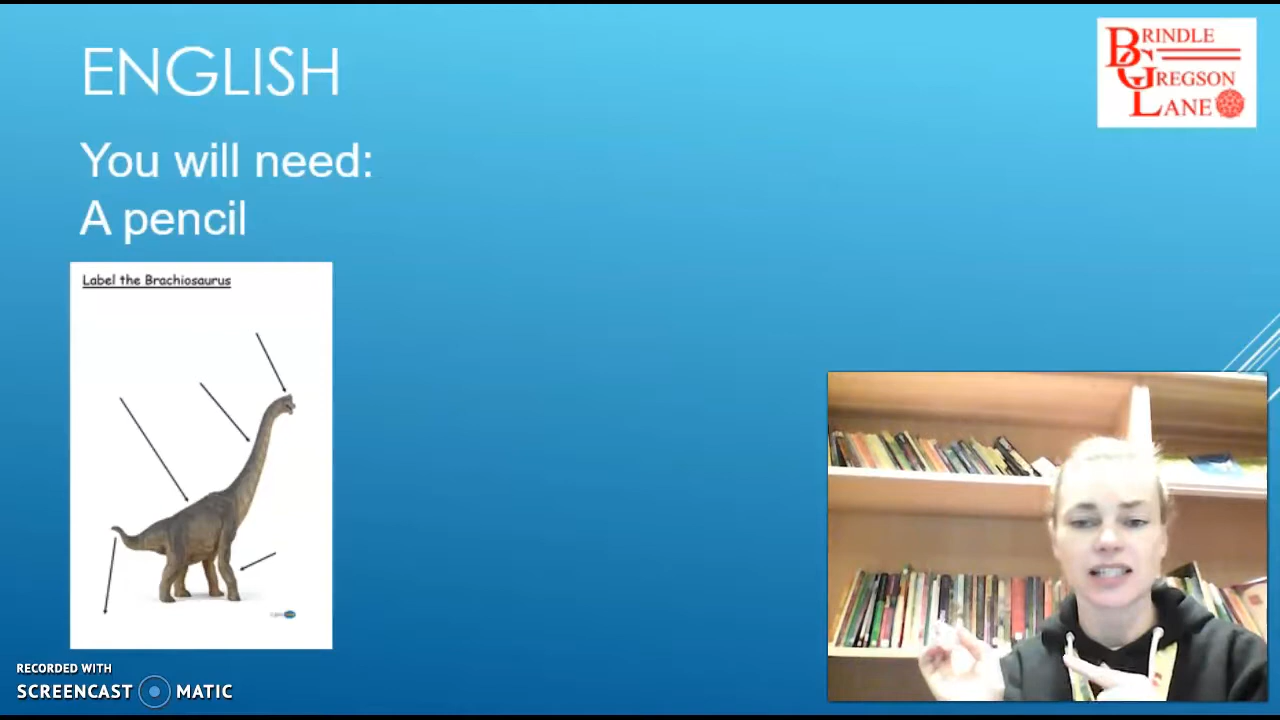 ENGLISH
BRINDLE
GREGSON
LANE
You will need:
A pencil
Label the Brachiosaurus
RECORDED WITH
SCREENCAST MATIC